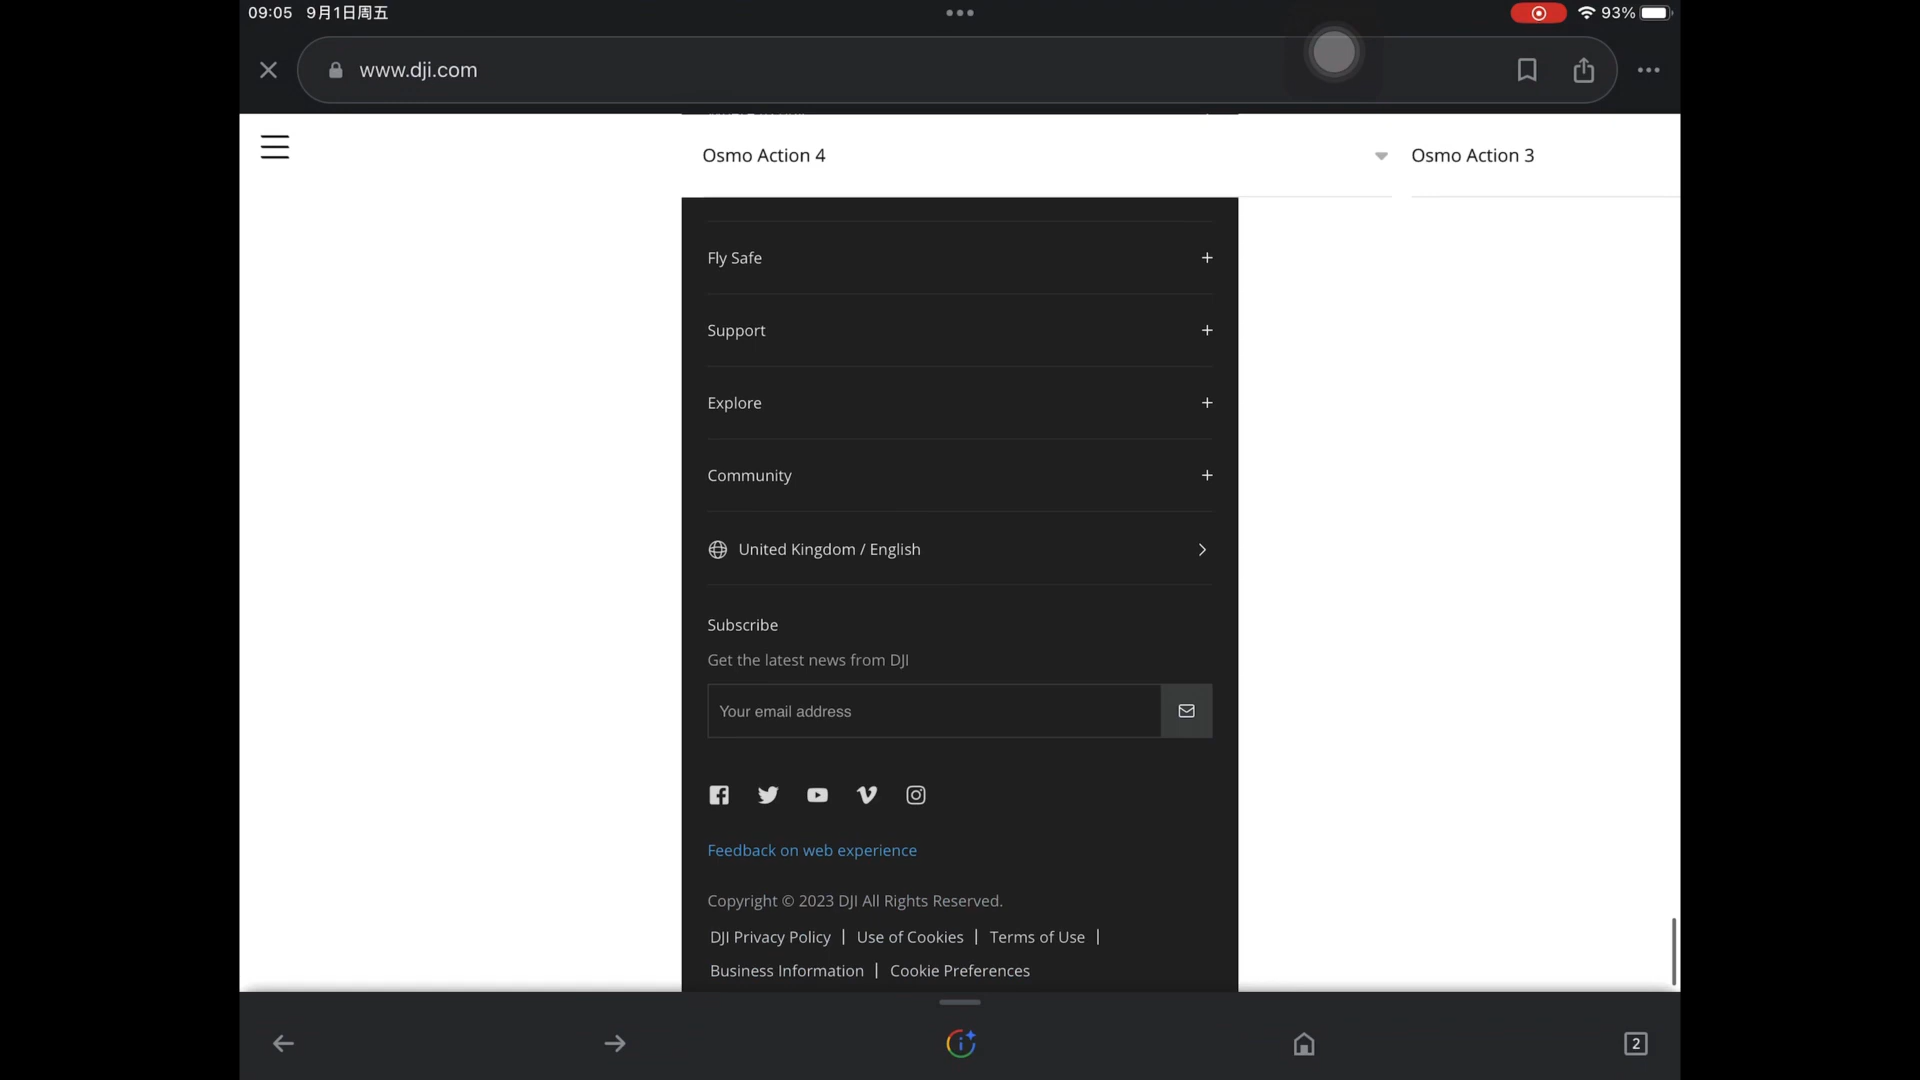 09:05 9月1日周五
93%
www.dji.com
Osmo Action 4
Osmo Action 3
Fly Safe
Support
Explore
Community
United Kingdom / English
Subscribe
Get the latest news from DJI
Your email address
Feedback on web experience
Copyright © 2023 DJI All Rights Reserved.
DJI Privacy Policy | Use of Cookies | Terms of Use |
Business Information | Cookie Preferences
2